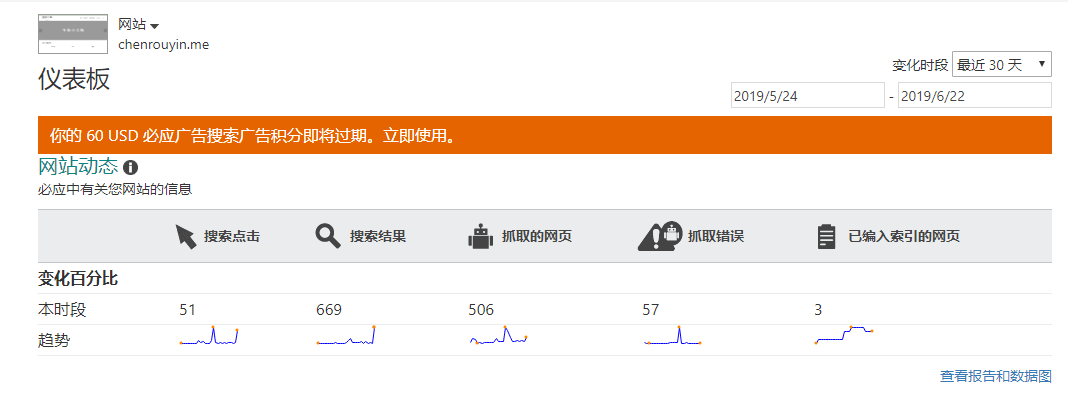 网站
chenrouyin.me
仪表板
变化时段 最近 30 天
2019/5/24 - 2019/6/22
你的 60 USD 必应广告搜索广告积分即将过期。立即使用。
网站动态
必应中有关您网站的信息
搜索点击 搜索结果 抓取的网页 抓取错误 已编入索引的网页
变化百分比
本时段 51 669 506 57 3
趋势
查看报告和数据图